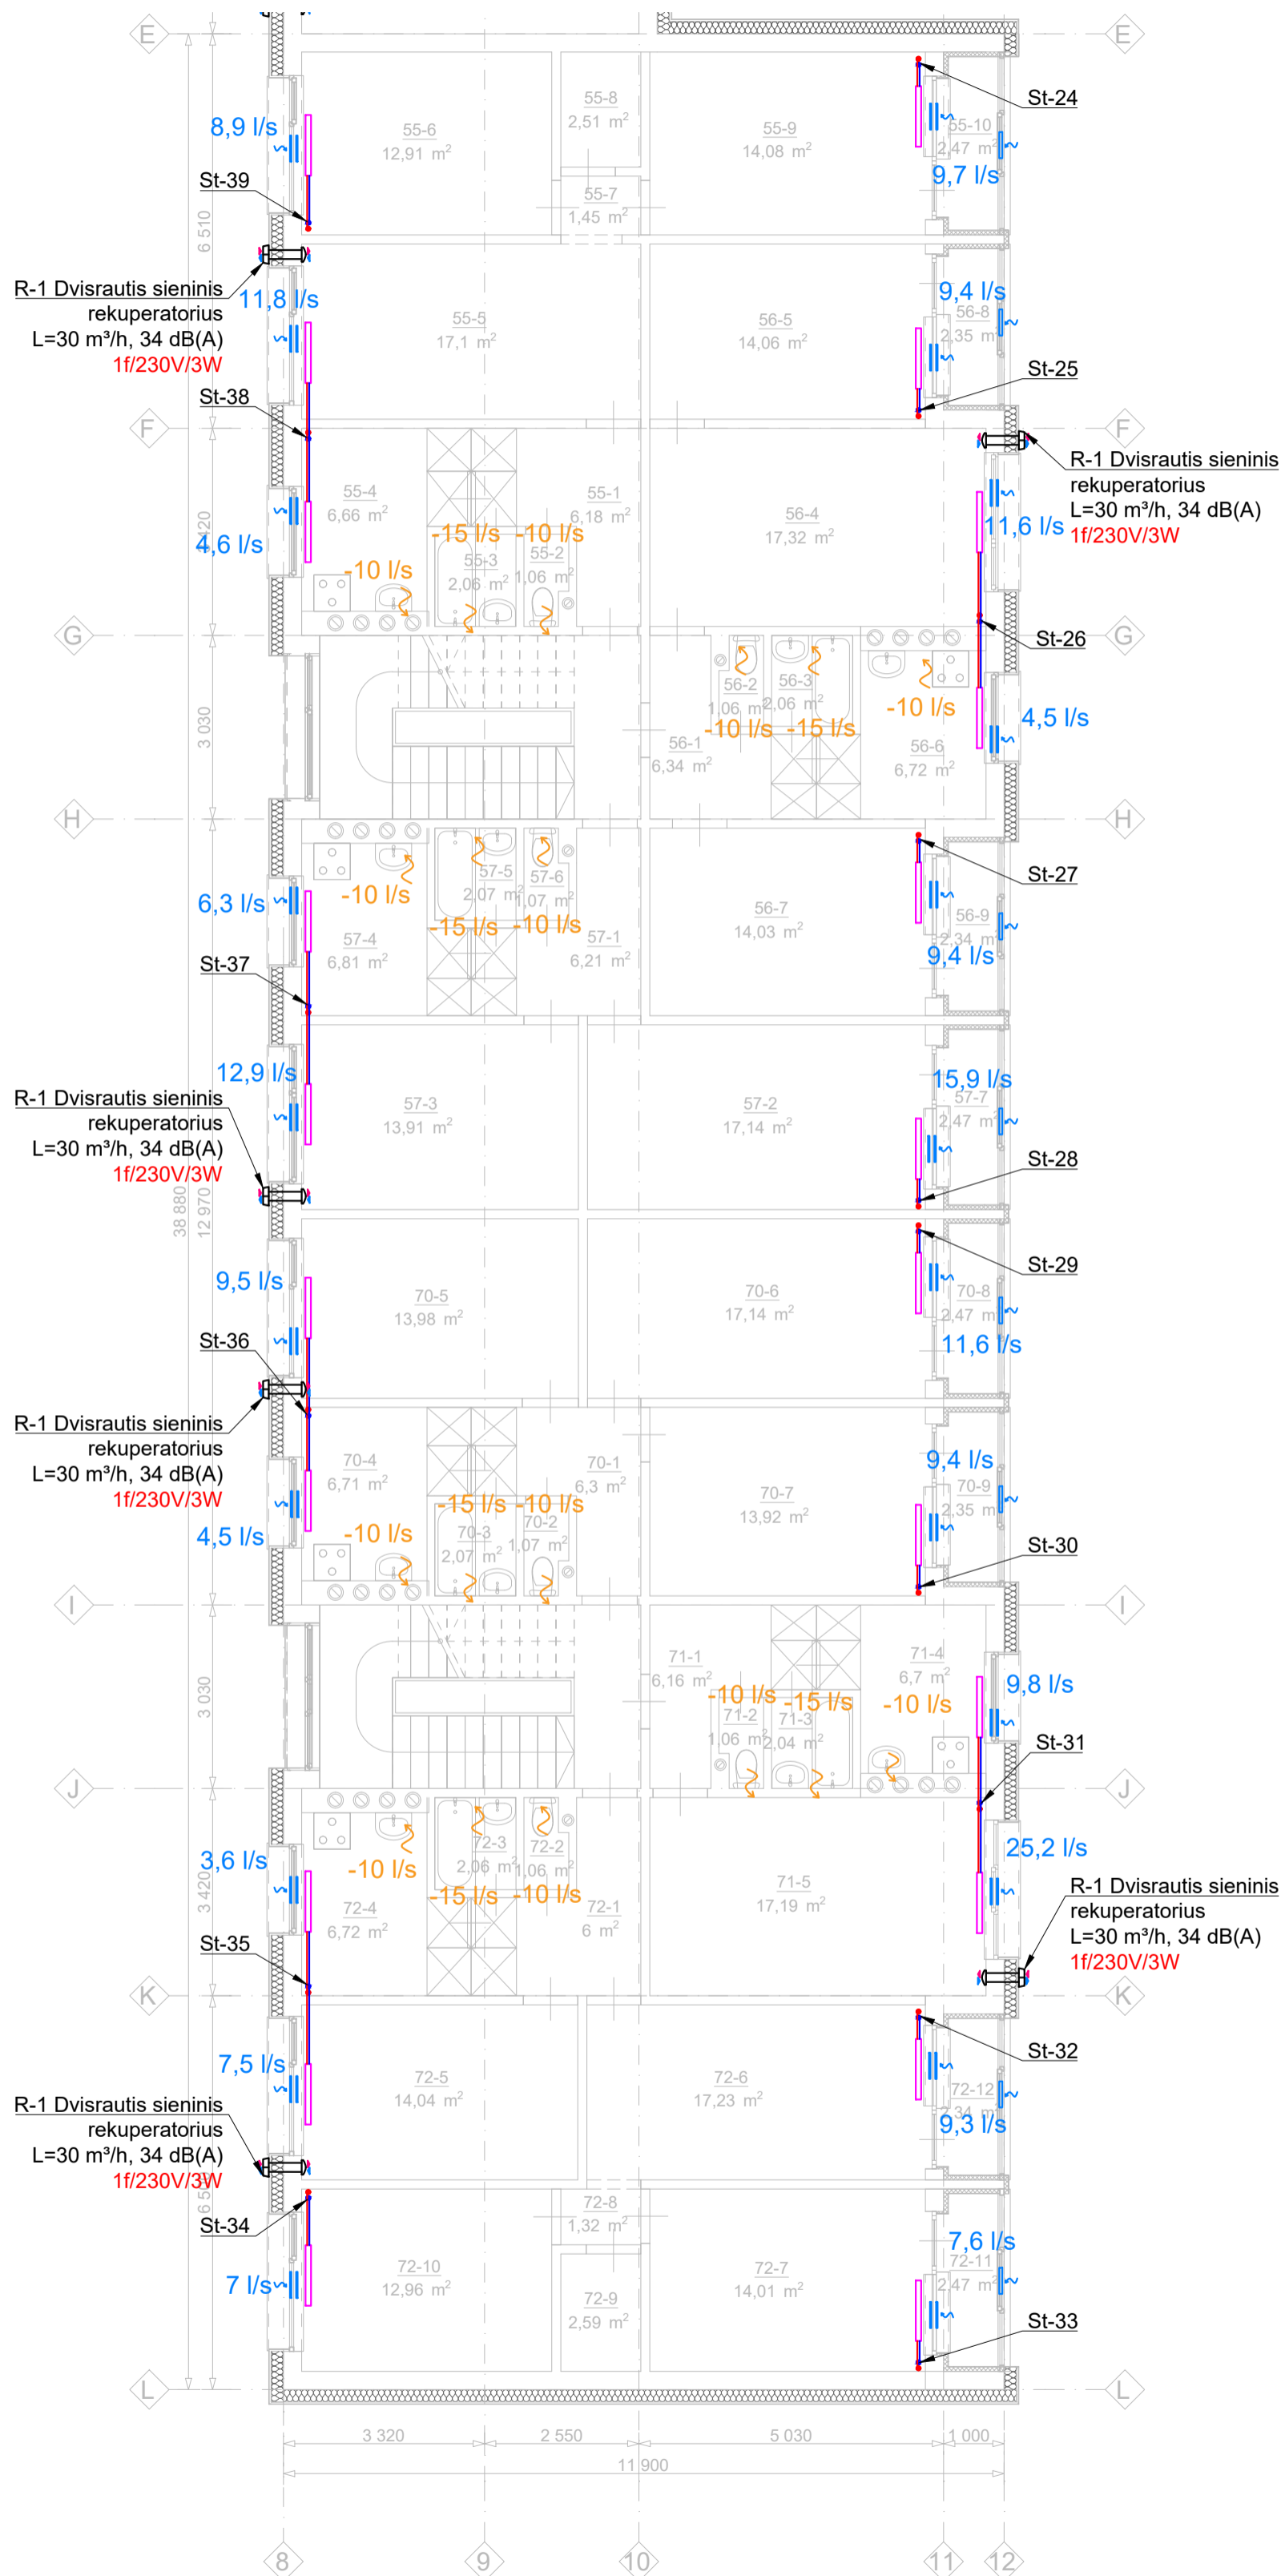 E
E
St-24
55-8
2,51 m²
55-6
12,91 m²
55-9
14,08 m²
55-10
2,47 m²
8,9 l/s
9,7 l/s
St-39
55-7
1,45 m²
6 510
R-1 Dvisrautis sieninis
rekuperatorius
L=30 m³/h, 34 dB(A)
1f/230V/3W
11,8 l/s
9,4 l/s
55-5
17,1 m²
56-5
14,06 m²
56-8
2,35 m²
St-25
St-38
F
F
R-1 Dvisrautis sieninis
rekuperatorius
L=30 m³/h, 34 dB(A)
1f/230V/3W
55-4
6,66 m²
55-1
6,18 m²
56-4
17,32 m²
11,6 l/s
4,6 l/s
-15 l/s
-10 l/s
55-3
2,06 m²
55-2
1,06 m²
-10 l/s
G
G
St-26
56-2
1,06 m²
56-3
2,06 m²
-10 l/s
-10 l/s
-15 l/s
4,5 l/s
3 030
56-1
6,34 m²
56-6
6,72 m²
H
H
St-27
57-5
2,07 m²
57-6
1,07 m²
-10 l/s
6,3 l/s
-15 l/s
-10 l/s
57-4
6,81 m²
57-1
6,21 m²
56-7
14,03 m²
56-9
2,34 m²
9,4 l/s
St-37
12,9 l/s
15,9 l/s
R-1 Dvisrautis sieninis
rekuperatorius
L=30 m³/h, 34 dB(A)
1f/230V/3W
57-3
13,91 m²
57-2
17,14 m²
57-7
2,47 m²
St-28
38 880
12 970
St-29
9,5 l/s
70-5
13,98 m²
70-6
17,14 m²
70-8
2,47 m²
11,6 l/s
St-36
R-1 Dvisrautis sieninis
rekuperatorius
L=30 m³/h, 34 dB(A)
1f/230V/3W
70-4
6,71 m²
70-1
6,3 m²
70-7
13,92 m²
9,4 l/s
70-9
2,35 m²
-15 l/s
-10 l/s
4,5 l/s
-10 l/s
70-3
2,07 m²
70-2
1,07 m²
St-30
I
I
71-1
6,16 m²
71-4
6,7 m²
3 030
-10 l/s
-15 l/s
-10 l/s
9,8 l/s
71-2
1,06 m²
71-3
2,04 m²
St-31
J
J
3,6 l/s
-10 l/s
72-3
2,06 m²
72-2
1,06 m²
25,2 l/s
-15 l/s
-10 l/s
3 420
72-4
6,72 m²
72-1
6 m²
71-5
17,19 m²
R-1 Dvisrautis sieninis
rekuperatorius
L=30 m³/h, 34 dB(A)
1f/230V/3W
St-35
K
K
St-32
7,5 l/s
72-5
14,04 m²
72-6
17,23 m²
72-12
2,34 m²
9,3 l/s
R-1 Dvisrautis sieninis
rekuperatorius
L=30 m³/h, 34 dB(A)
1f/230V/3W
St-34
72-8
1,32 m²
7,6 l/s
7 l/s
72-10
12,96 m²
72-9
2,59 m²
72-7
14,01 m²
72-11
2,47 m²
St-33
L
L
3 320
2 550
5 030
1 000
11 900
8
9
10
11
12